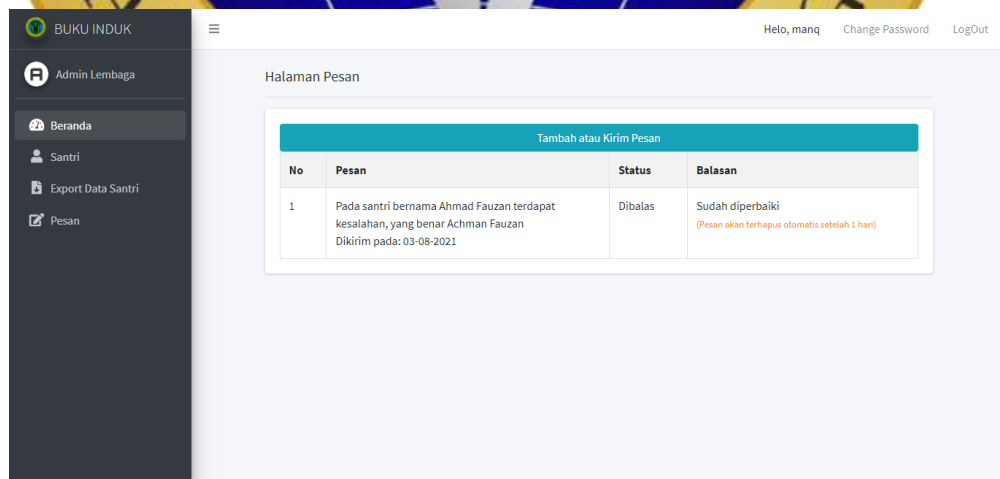 BUKU INDUK
Helo, manq
Change Password
LogOut
Admin Lembaga
Beranda
Santri
Export Data Santri
Pesan
Halaman Pesan
Tambah atau Kirim Pesan
No Pesan Status Balasan
1 Pada santri bernama Ahmad Fauzan terdapat Dibalas Sudah diperbaiki
kesalahan, yang benar Achman Fauzan (Pesan akan terhapus otomatis setelah 1 hari)
Dikirim pada: 03-08-2021